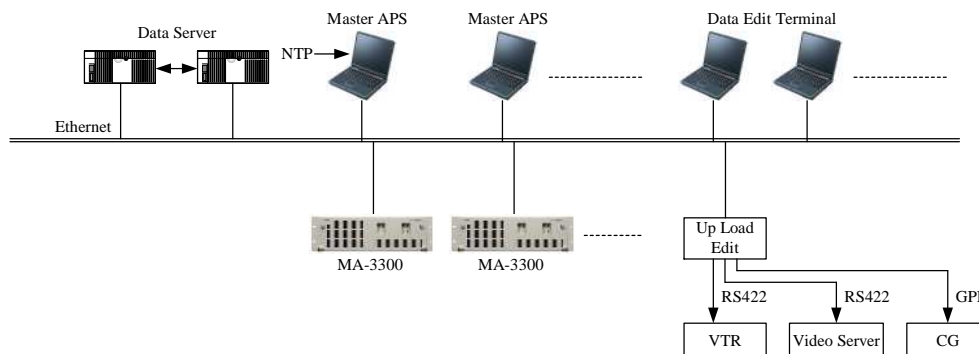 Master APS
Master APS
Data Edit Terminal
Data Server
NTP
Ethernet
MA-3300
MA-3300
Up Load
Edit
RS422
RS422
GPI
VTR
Video Server
CG